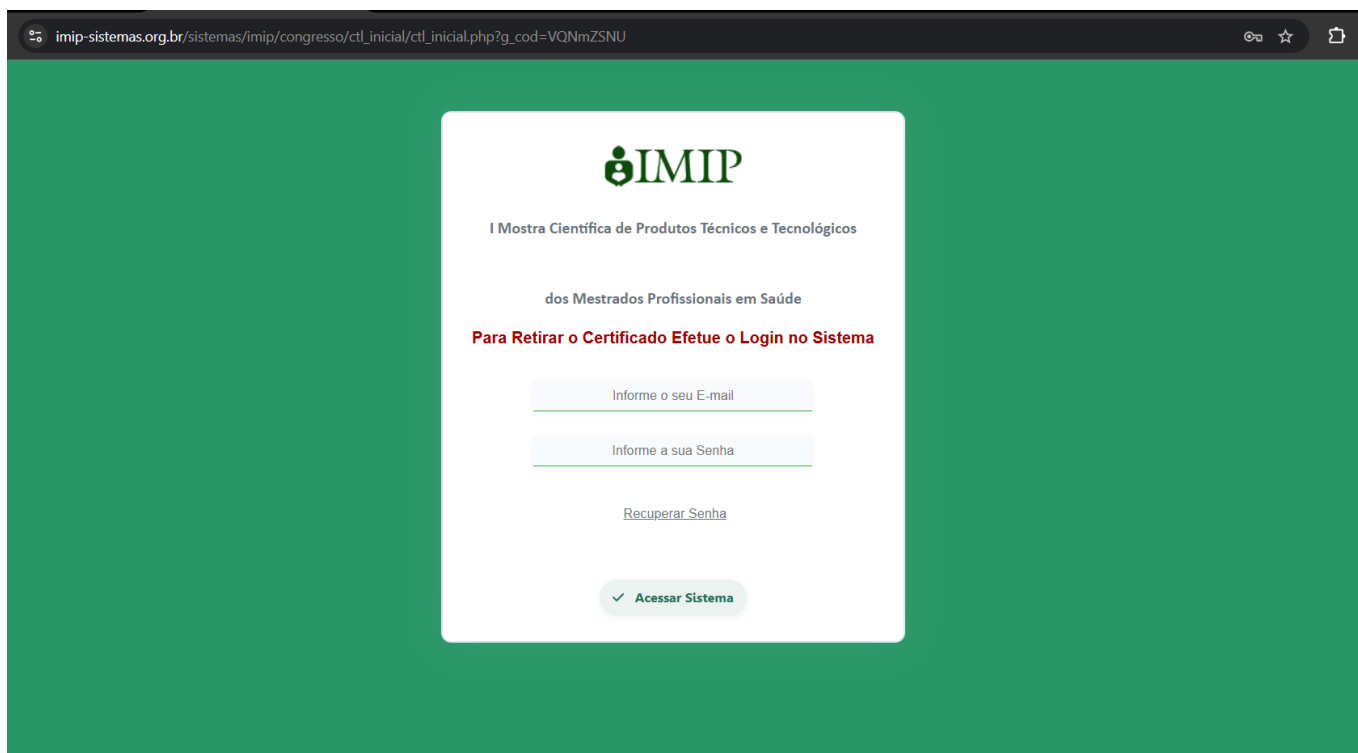 imip-sistemas.org.br/sistemas/imip/congresso/ctl_inicial/ctl_inicial.php?g_cod=VQNmZSNU
IMIP
I Mostra Científica de Produtos Técnicos e Tecnológicos
dos Mestrados Profissionais em Saúde
Para Retirar o Certificado Efetue o Login no Sistema
Informe o seu E-mail
Informe a sua Senha
Recuperar Senha
Acessar Sistema